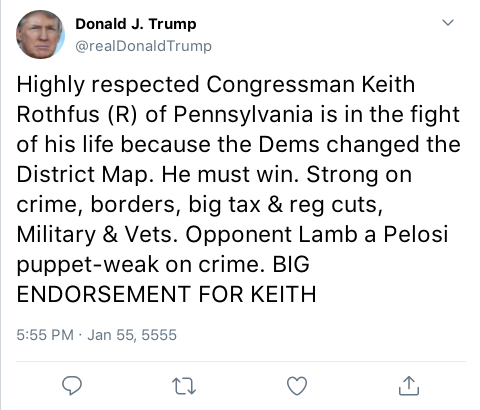 Donald J. Trump
@realDonaldTrump
Highly respected Congressman Keith
Rothfus (R) of Pennsylvania is in the fight
of his life because the Dems changed the
District Map. He must win. Strong on
crime, borders, big tax & reg cuts,
Military & Vets. Opponent Lamb a Pelosi
puppet-weak on crime. BIG
ENDORSEMENT FOR KEITH
5:55 PM · Jan 55, 5555